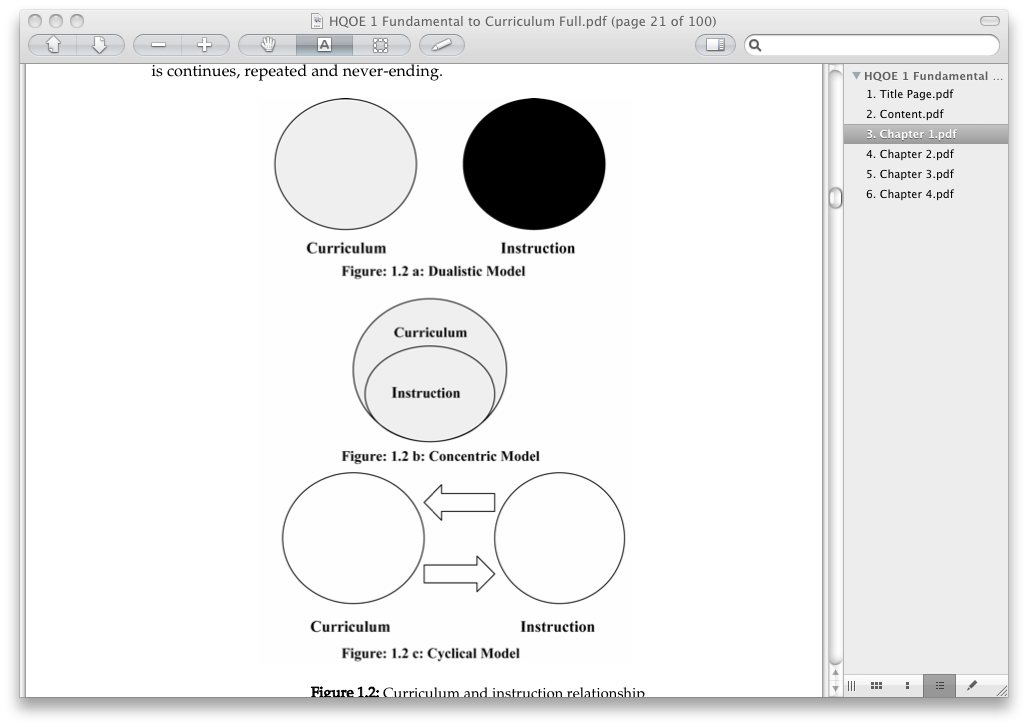 HQOE 1 Fundamental to Curriculum Full.pdf (page 21 of 100)
A
is continues, repeated and never-ending.
Curriculum
Instruction
Figure: 1.2 a: Dualistic Model
Curriculum
Instruction
Figure: 1.2 b: Concentric Model
Curriculum
Instruction
Figure: 1.2 c: Cyclical Model
Figure 1.2: Curriculum and instruction relationship
HQOE 1 Fundamental ...
1. Title Page.pdf
2. Content.pdf
3. Chapter 1.pdf
4. Chapter 2.pdf
5. Chapter 3.pdf
6. Chapter 4.pdf